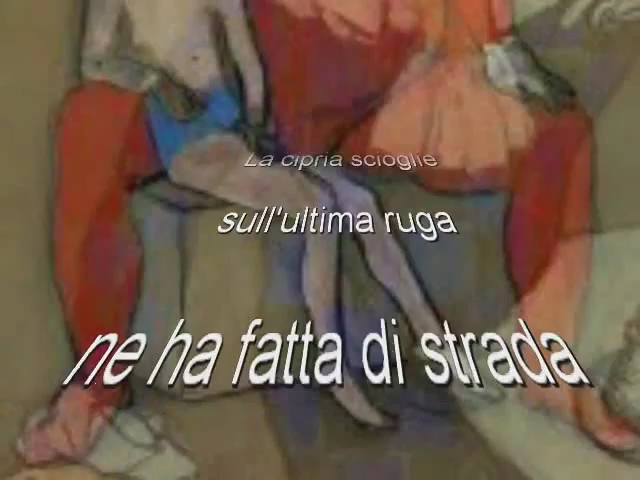 La cipria scioglie
sull'ultima ruga
ne ha fatta di strada